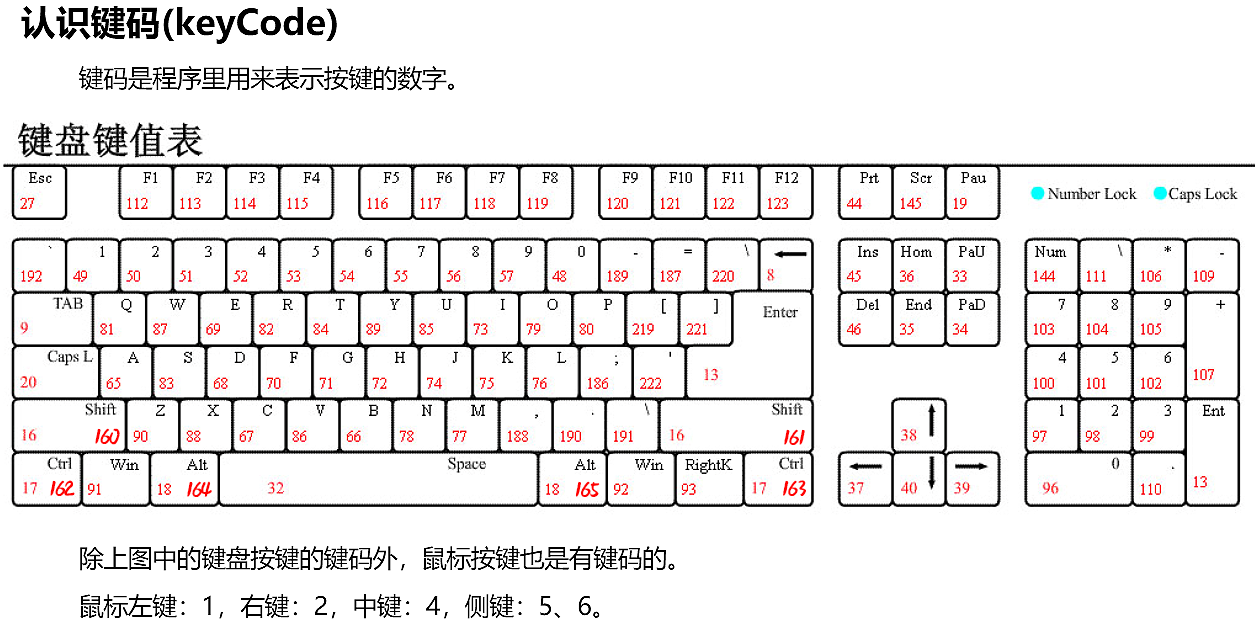 认识键码(keyCode)
键码是程序里用来表示按键的数字。
键盘键值表
Esc F1 F2 F3 F4 F5 F6 F7 F8 F9 F10 F11 F12 Prt Scr Pau
27 112 113 114 115 116 117 118 119 120 121 122 123 44 145 19
Number Lock Caps Lock
` 1 2 3 4 5 6 7 8 9 0 - = \ Ins Hom PaU Num \ * -
192 49 50 51 52 53 54 55 56 57 48 189 187 220 8 45 36 33 144 111 106 109
TAB Q W E R T Y U I O P [ ] Enter Del End PaD 7 8 9 +
9 81 87 69 82 84 89 85 73 79 80 219 221 46 35 34 103 104 105
Caps L A S D F G H J K L ; ' 4 5 6
20 65 83 68 70 71 72 74 75 76 186 222 13 100 101 102 107
Shift Z X C V B N M , . \ Shift 1 2 3 Ent
16 160 90 88 67 86 66 78 77 188 190 191 16 161 38 97 98 99
Ctrl Win Alt Space Alt Win RightK Ctrl 0 .
17 162 91 18 164 32 18 165 92 93 17 163 37 40 39 96 110 13
除上图中的键盘按键的键码外，鼠标按键也是有键码的。
鼠标左键：1，右键：2，中键：4，侧键：5、6。